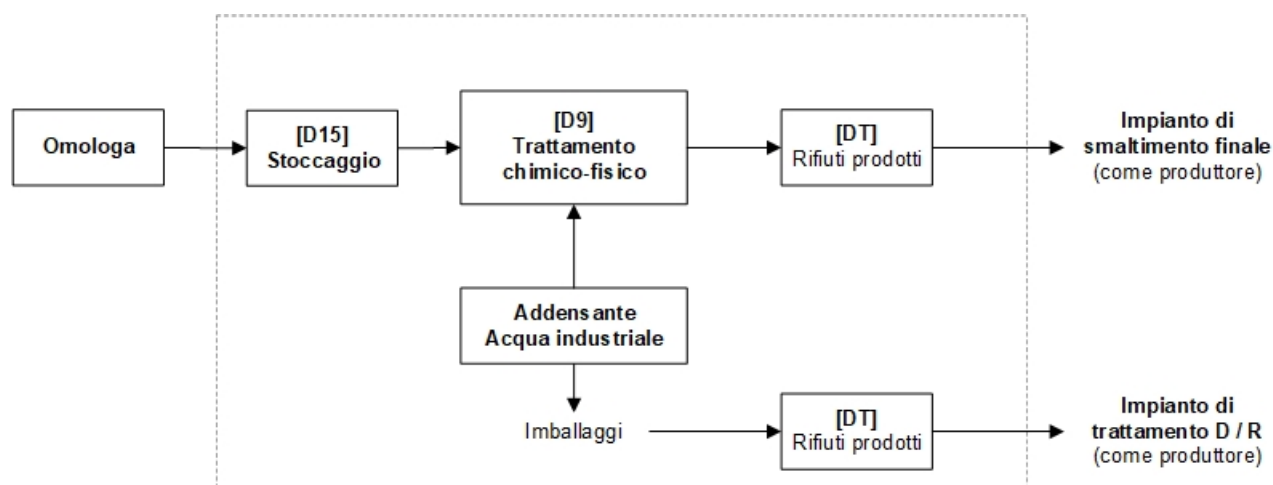 Omologa
[D15]
Stoccaggio
[D9]
Trattamento
chimico-fisico
[DT]
Rifiuti prodotti
Impianto di
smaltimento finale
(come produttore)
Addensante
Acqua industriale
Imballaggi
[DT]
Rifiuti prodotti
Impianto di
trattamento D / R
(come produttore)